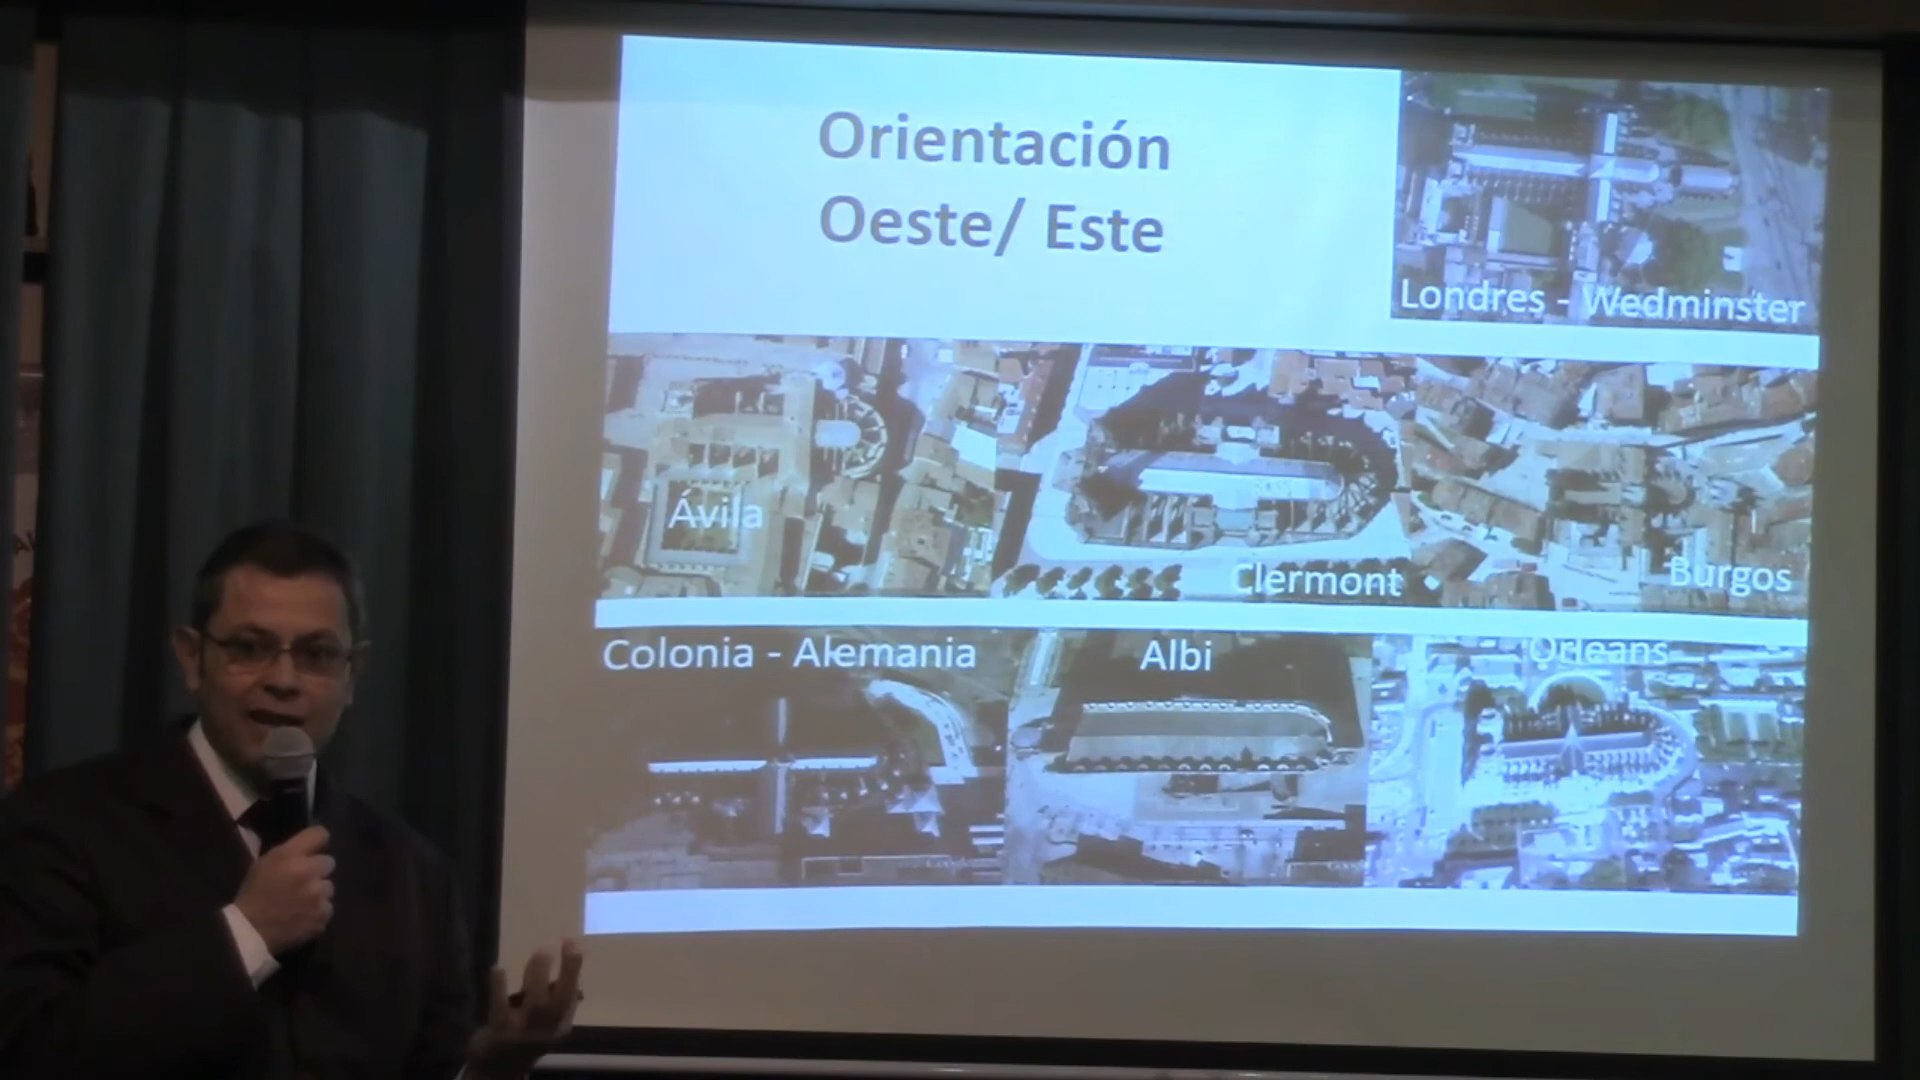 Orientación
Oeste/ Este
Londres - Wedminster
Ávila
Clermont
Burgos
Colonia - Alemania
Albi
Orleans